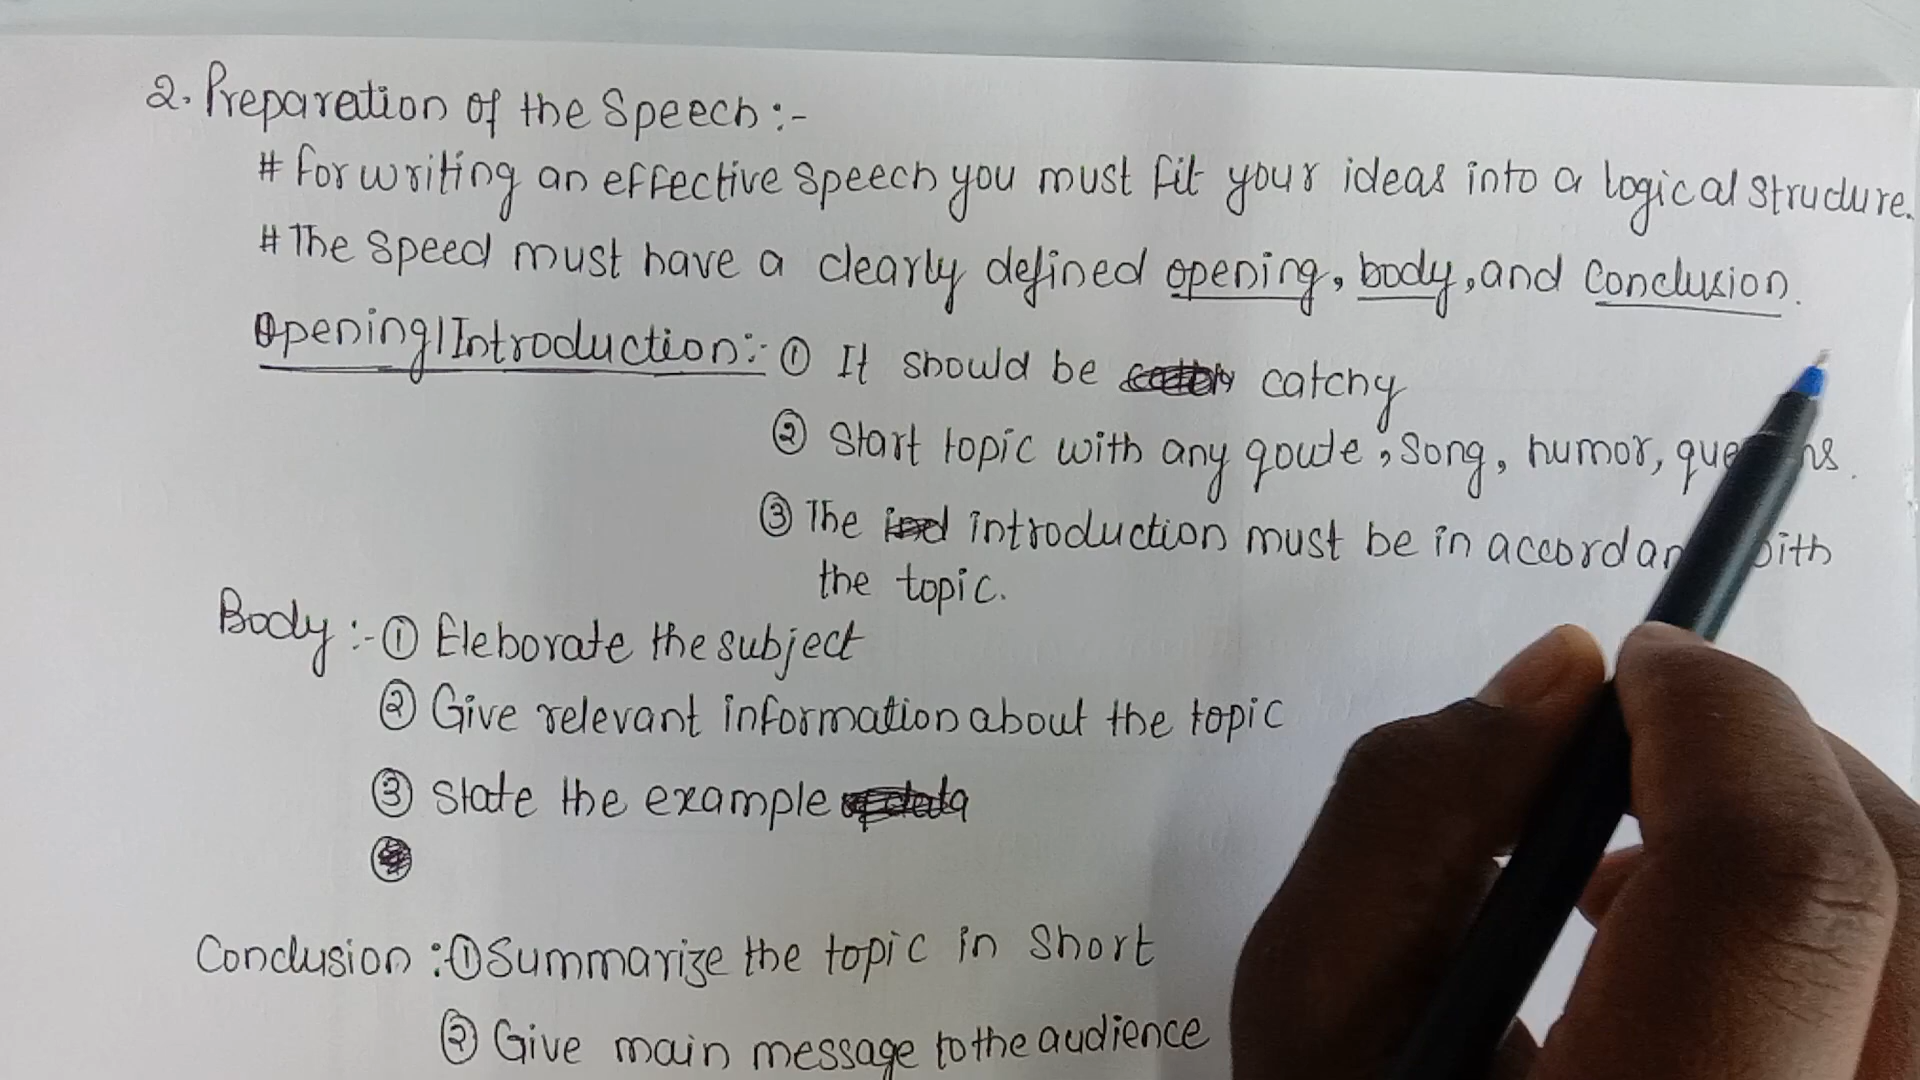 2. Preparation of the Speech:-
# For writing an effective speech you must fit your ideas into a logical structure.
# The speed must have a clearly defined opening, body, and conclusion.
Opening/Introduction:- ① It should be catchy
② Start topic with any qoute, song, humor,
③ The introduction must be in with
the topic.
Body:- ① Eleborate the subject
② Give relevant information about the topic
③ State the example
Conclusion:- ① Summarize the topic in short
② Give main message to the audience